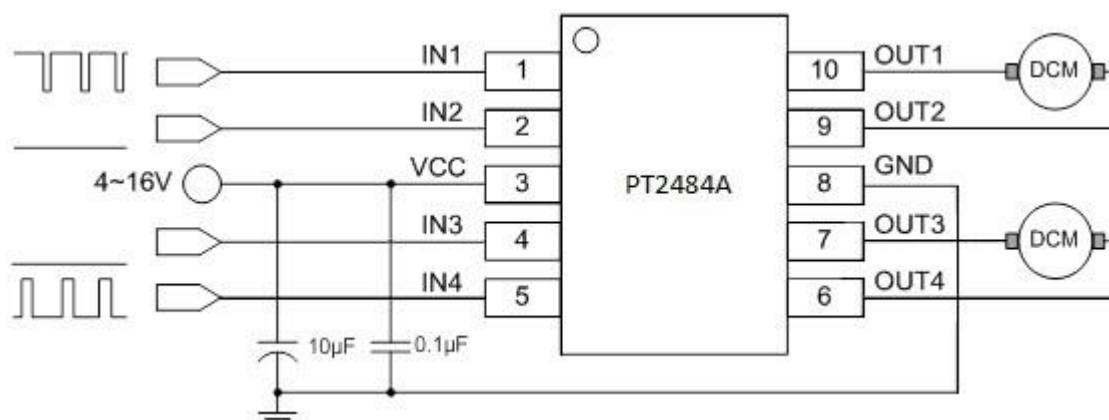 IN1 1 10 OUT1 DCM
IN2 2 9 OUT2
4~16V VCC 3 PT2484A 8 GND
IN3 4 7 OUT3 DCM
IN4 5 6 OUT4
10µF 0.1µF